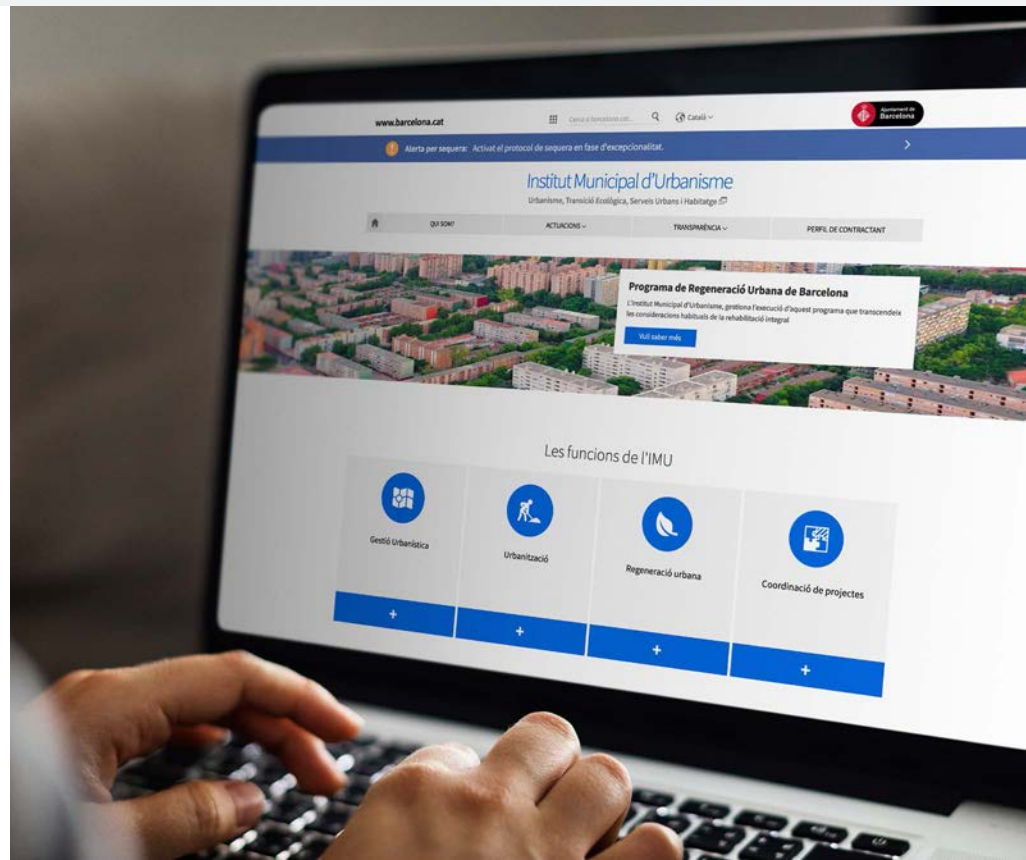 www.barcelona.cat
Cerca a barcelona.cat...
Català
Ajuntament de
Barcelona
Alerta per sequera: Activat el protocol de sequera en fase d'excepcionalitat.
Institut Municipal d'Urbanisme
Urbanisme, Transició Ecològica, Serveis Urbans i Habitatge
QUI SOM?
ACTUACIONS
TRANSPARÈNCIA
PERFIL DE CONTRACTANT
Programa de Regeneració Urbana de Barcelona
L'Institut Municipal d'Urbanisme, gestiona l'execució d'aquest programa que transcendeix
les consideracions habituals de la rehabilitació integral
Vull saber més
Les funcions de l'IMU
Gestió Urbanística
Urbanització
Regeneració urbana
Coordinació de projectes
+
+
+
+